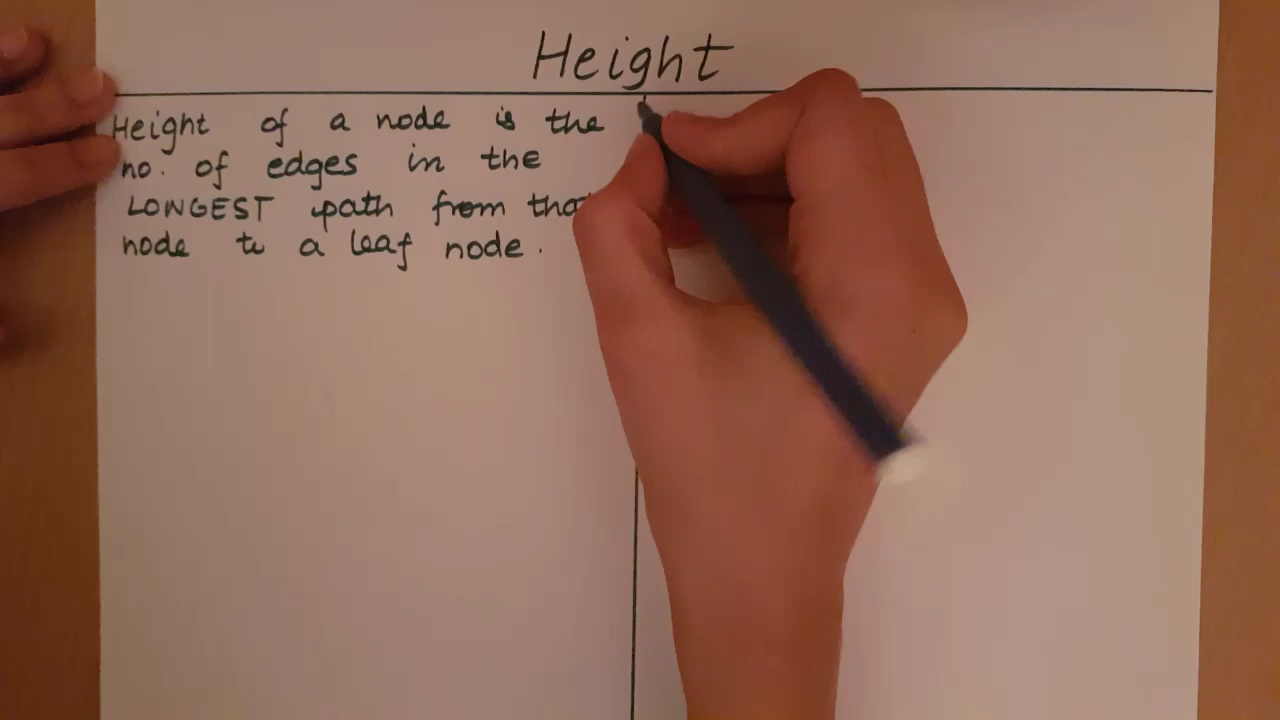 Height
Height of a node is the
no. of edges in the
LONGEST path from that
node to a leaf node.